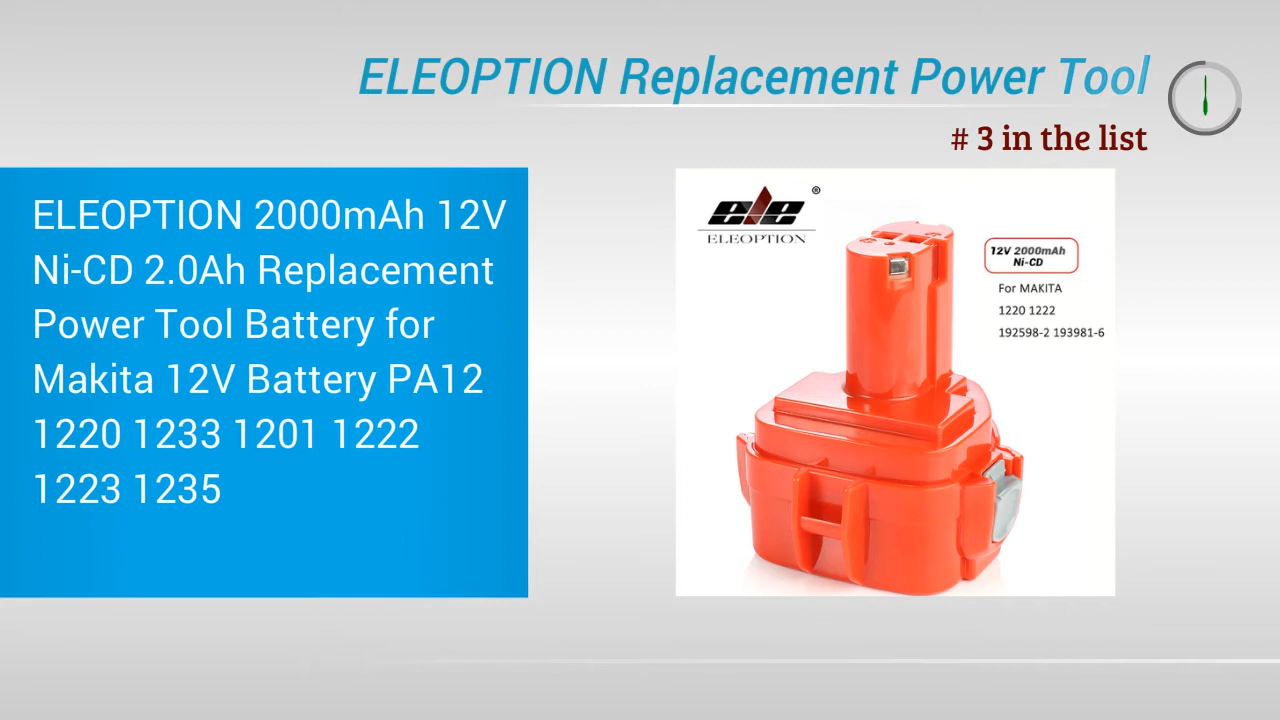 ELEOPTION Replacement Power Tool
# 3 in the list
ELEOPTION 2000mAh 12V
Ni-CD 2.0Ah Replacement
Power Tool Battery for
Makita 12V Battery PA12
1220 1233 1201 1222
1223 1235
ele ®
ELEOPTION
12V 2000mAh
Ni-CD
For MAKITA
1220 1222
192598-2 193981-6